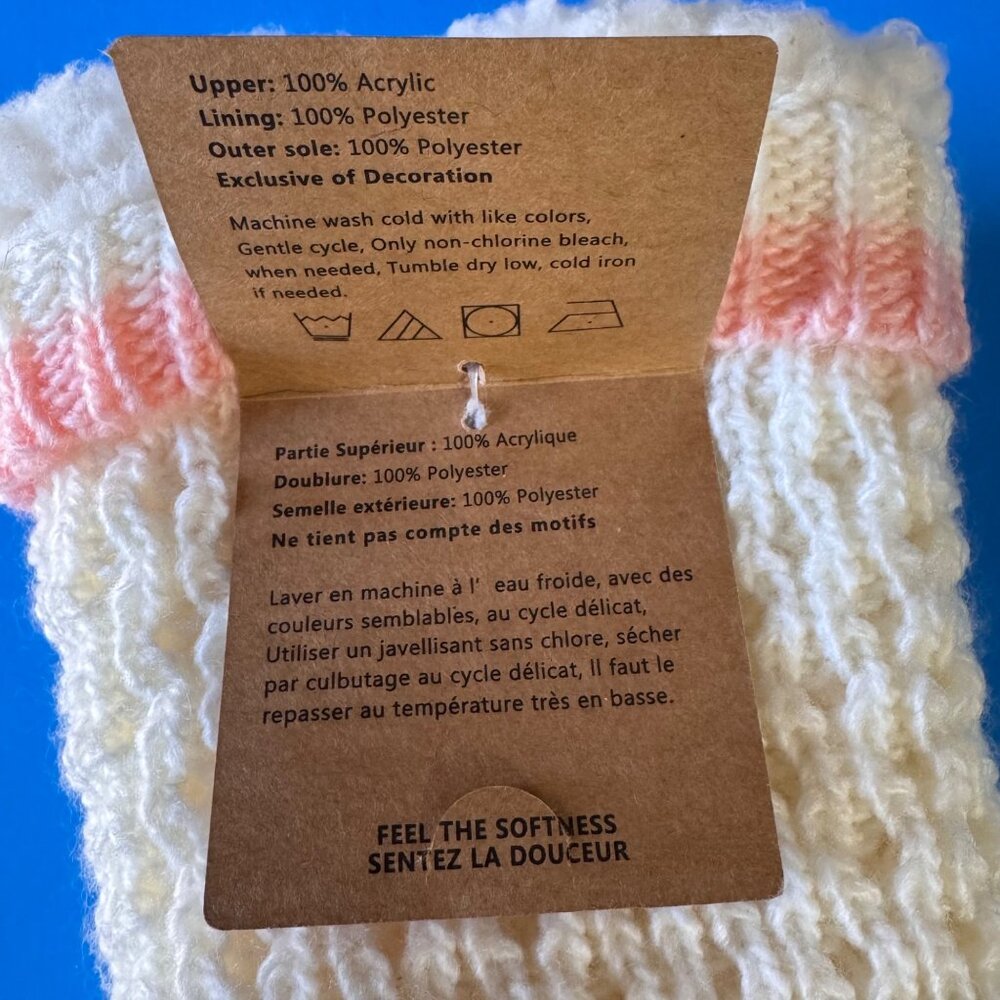 Upper: 100% Acrylic
Lining: 100% Polyester
Outer sole: 100% Polyester
Exclusive of Decoration
Machine wash cold with like colors,
Gentle cycle, Only non-chlorine bleach,
when needed, Tumble dry low, cold iron
if needed.
Partie Supérieur : 100% Acrylique
Doublure: 100% Polyester
Semelle extérieure: 100% Polyester
Ne tient pas compte des motifs
Laver en machine à l' eau froide, avec des
couleurs semblables, au cycle délicat,
Utiliser un javellisant sans chlore, sécher
par culbutage au cycle délicat, Il faut le
repasser au température très en basse.
FEEL THE SOFTNESS
SENTEZ LA DOUCEUR